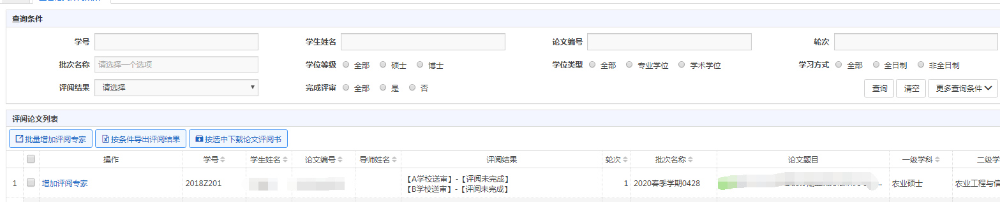 查询条件
学号 学生姓名 论文编号 轮次
批次名称 请选择一个选项 学位等级 全部 硕士 博士 学位类型 全部 专业学位 学术学位 学习方式 全部 全日制 非全日制
评阅结果 请选择 完成评审 全部 是 否 查询 清空 更多查询条件
评阅论文列表
批量增加评阅专家 按条件导出评阅结果 按选中下载论文评阅书
操作 学号 学生姓名 论文编号 导师姓名 评阅结果 轮次 批次名称 论文题目 一级学科 二级学
1 增加评阅专家 2018Z201 【A学校送审】-【评阅未完成】 1 2020春季学期0428 农业硕士 农业工程与信
【B学校送审】-【评阅未完成】